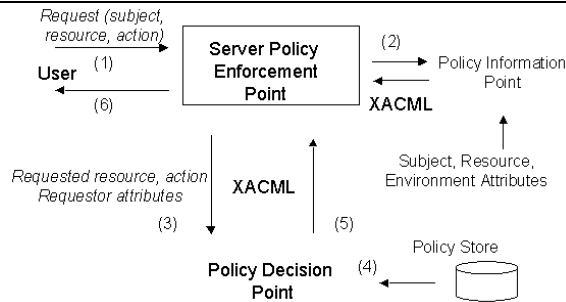 Request (subject,
resource, action)
(1)
User
(6)
Server Policy
Enforcement
Point
(2)
Policy Information
Point
XACML
Subject, Resource,
Environment Attributes
Requested resource, action
Requestor attributes
(3)
XACML
(5)
Policy Store
(4)
Policy Decision
Point